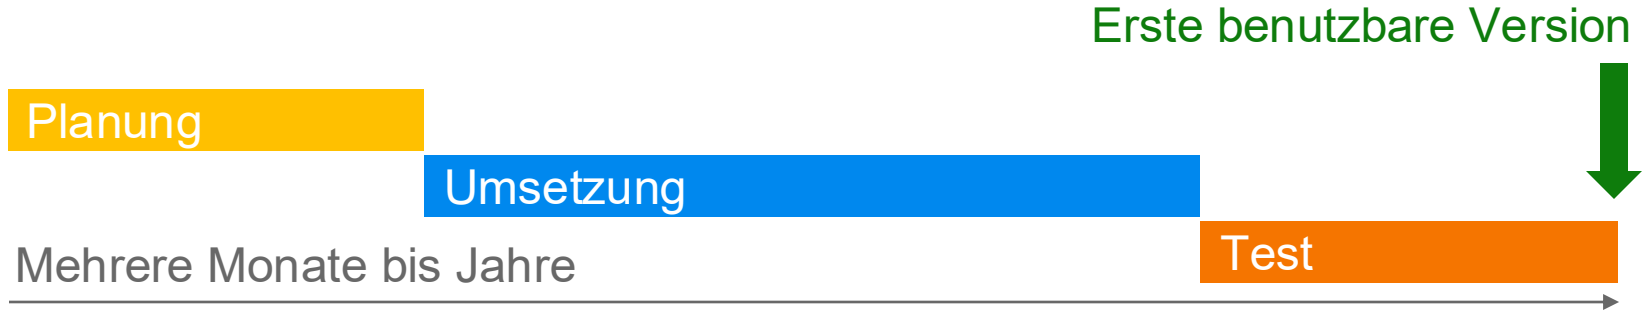 Erste benutzbare Version
Planung
Umsetzung
Test
Mehrere Monate bis Jahre